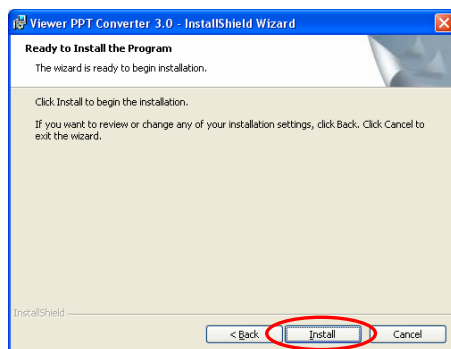 Viewer PPT Converter 3.0 - InstallShield Wizard
Ready to Install the Program
The wizard is ready to begin installation.
Click Install to begin the installation.
If you want to review or change any of your installation settings, click Back. Click Cancel to
exit the wizard.
InstallShield
< Back Install Cancel